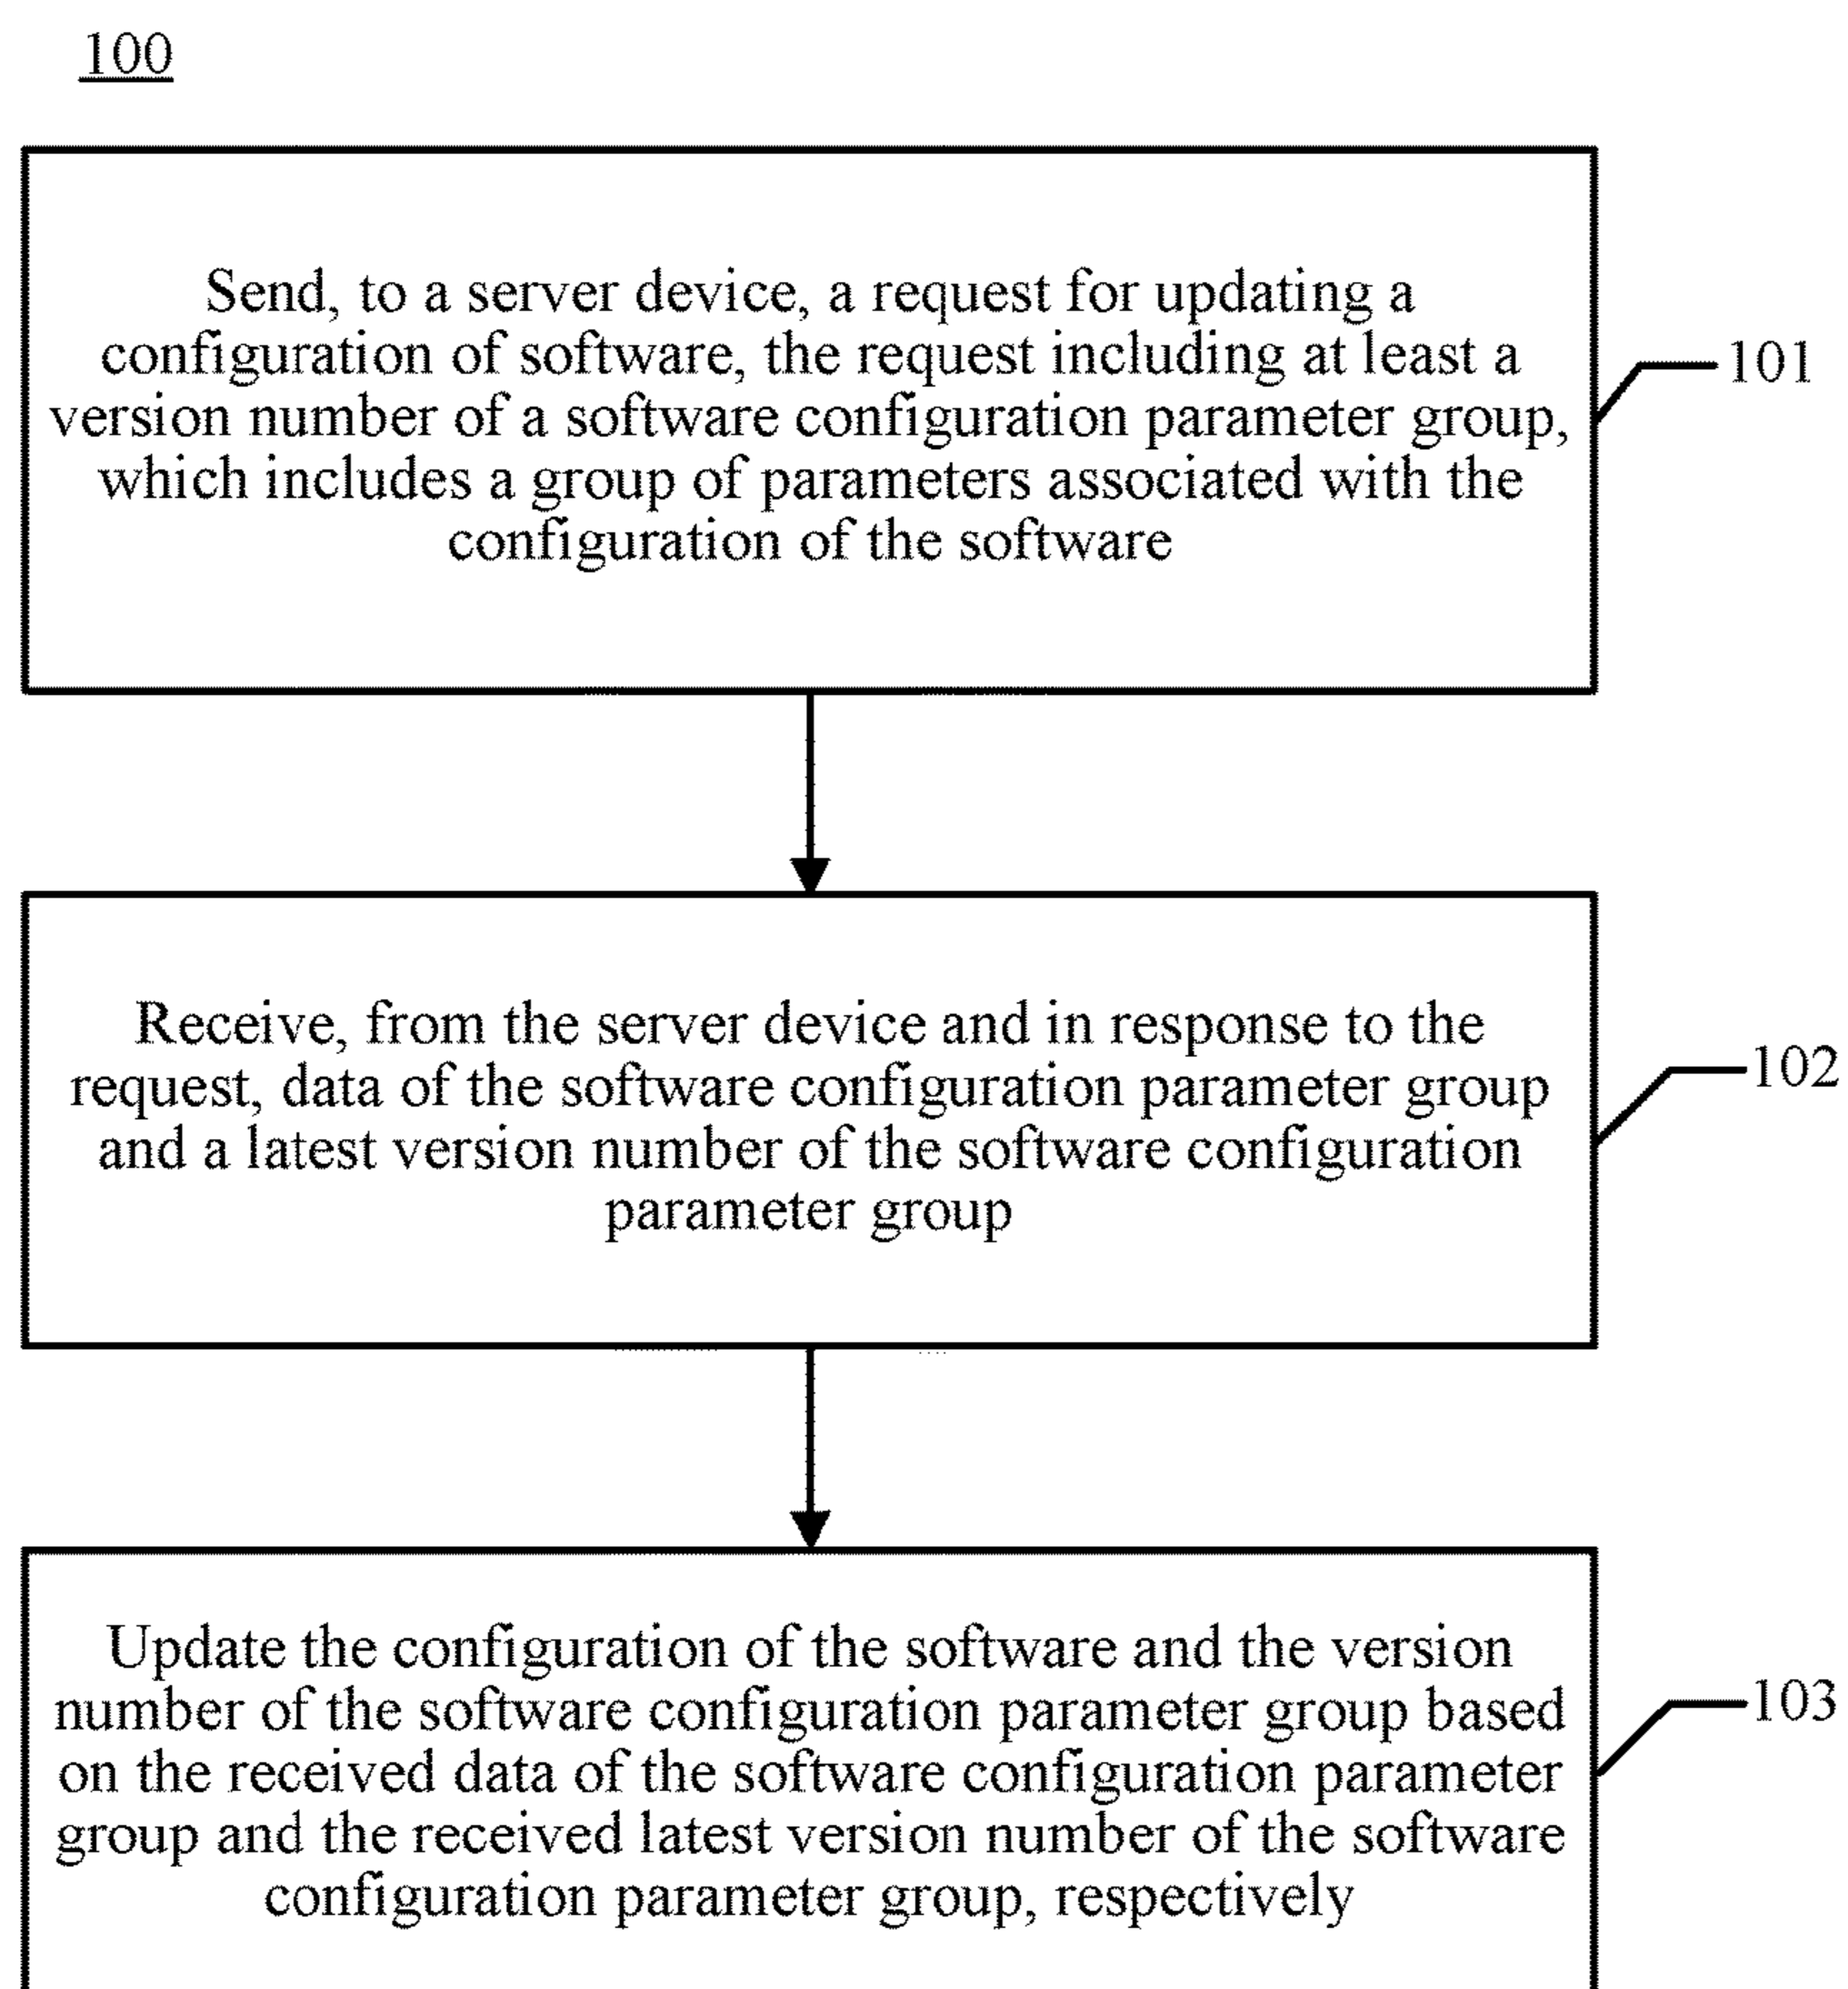 100
Send, to a server device, a request for updating a
configuration of software, the request including at least a
version number of a software configuration parameter group,
which includes a group of parameters associated with the
configuration of the software
101
Receive, from the server device and in response to the
request, data of the software configuration parameter group
and a latest version number of the software configuration
parameter group
102
Update the configuration of the software and the version
number of the software configuration parameter group based
on the received data of the software configuration parameter
group and the received latest version number of the software
configuration parameter group, respectively
103